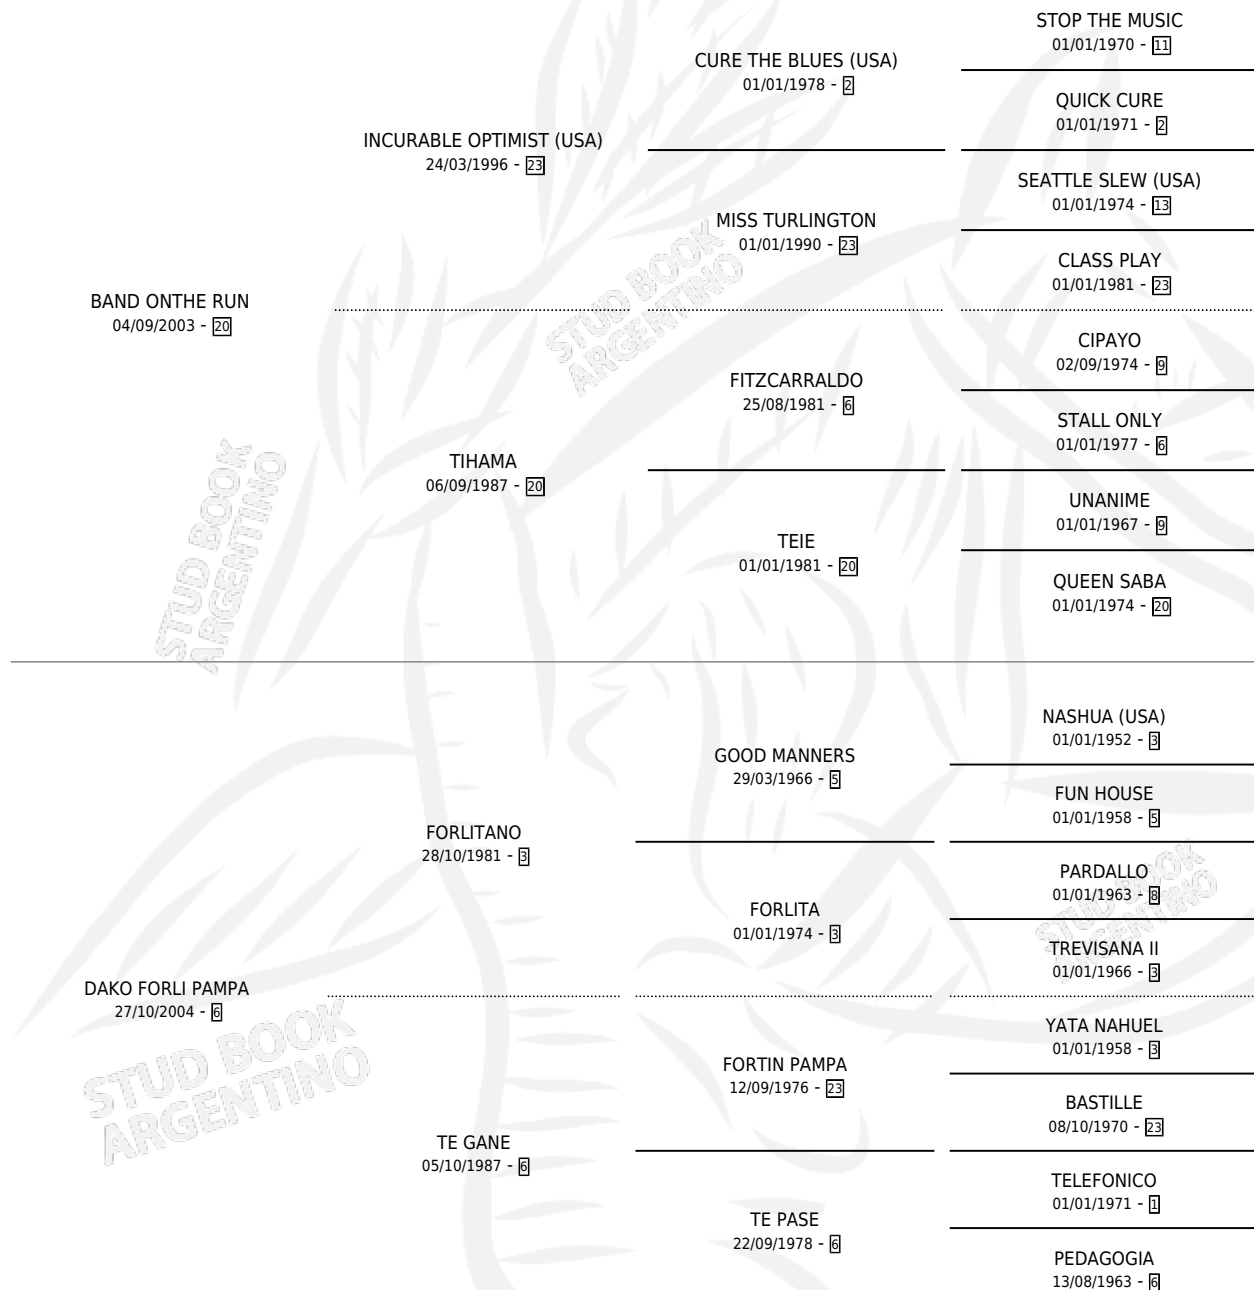 STOP THE MUSIC
01/01/1970 - 11
CURE THE BLUES (USA)
01/01/1978 - 2
QUICK CURE
01/01/1971 - 2
INCURABLE OPTIMIST (USA)
24/03/1996 - 23
SEATTLE SLEW (USA)
01/01/1974 - 13
MISS TURLINGTON
01/01/1990 - 23
CLASS PLAY
01/01/1981 - 23
BAND ONTHE RUN
04/09/2003 - 20
CIPAYO
02/09/1974 - 9
FITZCARRALDO
25/08/1981 - 6
STALL ONLY
01/01/1977 - 6
TIHAMA
06/09/1987 - 20
UNANIME
01/01/1967 - 9
TEIE
01/01/1981 - 20
QUEEN SABA
01/01/1974 - 20
STUD BOOK
ARGENTINO
STUD BOOK
ARGENTINO
NASHUA (USA)
01/01/1952 - 3
GOOD MANNERS
29/03/1966 - 5
FUN HOUSE
01/01/1958 - 5
FORLITANO
28/10/1981 - 3
PARDALLO
01/01/1963 - 8
FORLITA
01/01/1974 - 3
TREVISANA II
01/01/1966 - 3
STUD BOOK
ARGENTINO
DAKO FORLI PAMPA
27/10/2004 - 6
YATA NAHUEL
01/01/1958 - 3
FORTIN PAMPA
12/09/1976 - 23
BASTILLE
08/10/1970 - 23
TE GANE
05/10/1987 - 6
TELEFONICO
01/01/1971 - 1
TE PASE
22/09/1978 - 6
PEDAGOGIA
13/08/1963 - 6
STUD BOOK
ARGENTINO